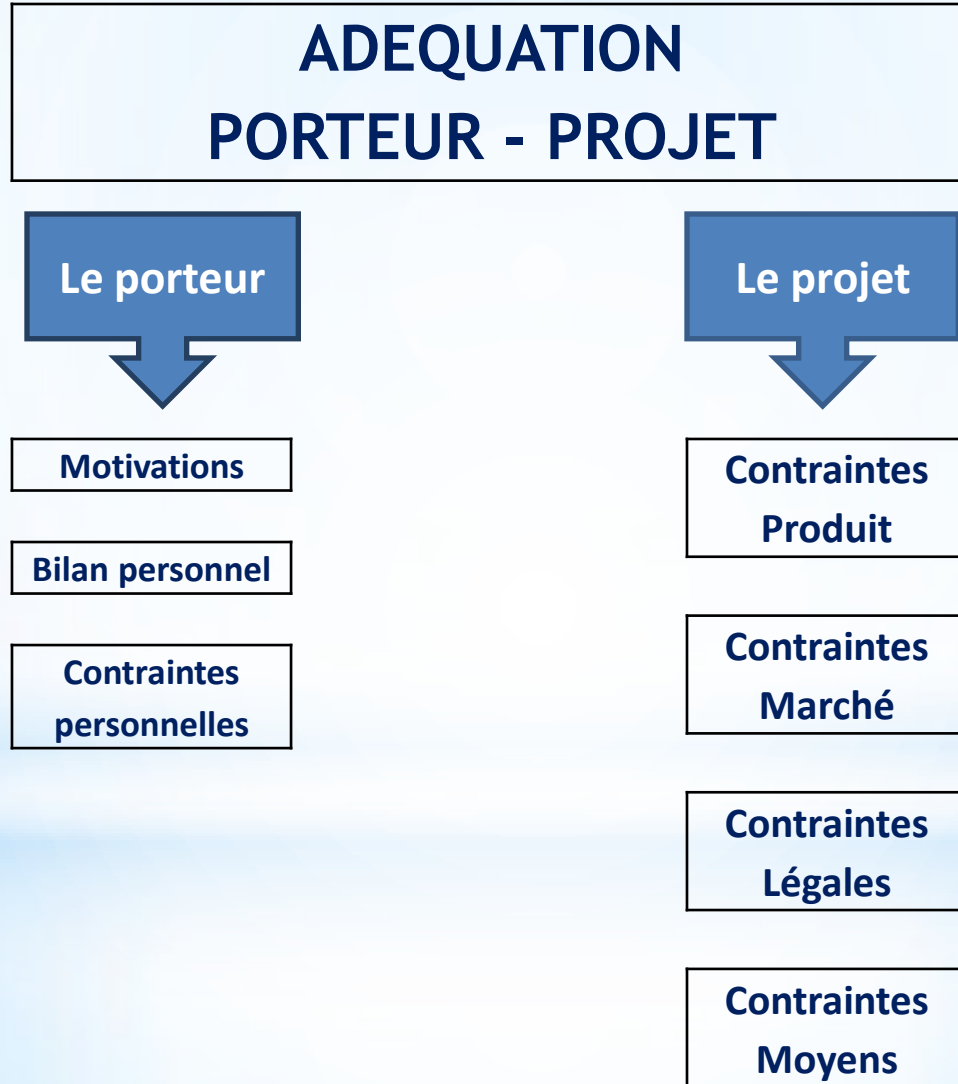 ADEQUATION
PORTEUR - PROJET
Le porteur
Motivations
Bilan personnel
Contraintes
personnelles
Le projet
Contraintes
Produit
Contraintes
Marché
Contraintes
Légales
Contraintes
Moyens